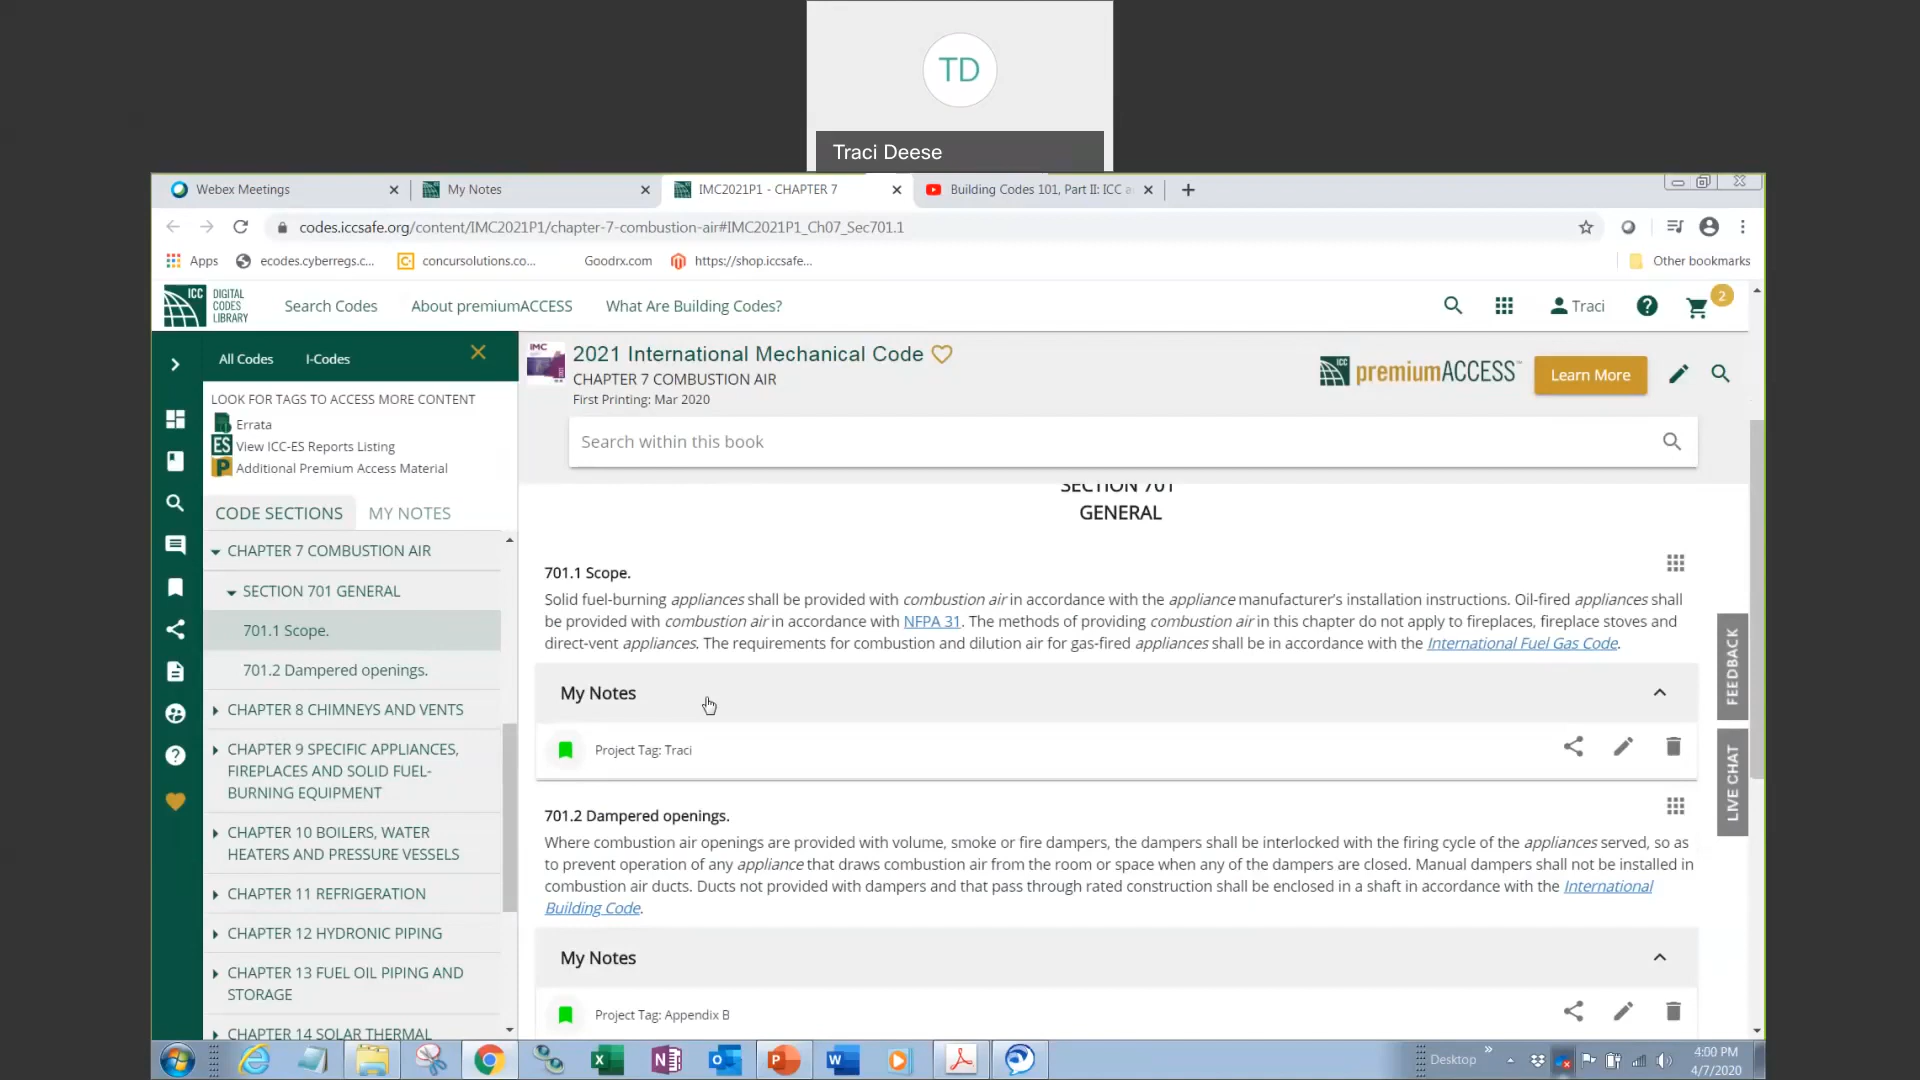 TD
Traci Deese
Webex Meetings
My Notes
IMC2021P1 - CHAPTER 7
Building Codes 101, Part II: ICC
codes.iccsafe.org/content/IMC2021P1/chapter-7-combustion-air#IMC2021P1_Ch07_Sec701.1
Apps
ecodes.cyberregs.c...
concursolutions.co...
Goodrx.com
https://shop.iccsafe...
Other bookmarks
ICC DIGITAL CODES LIBRARY
Search Codes
About premiumACCESS
What Are Building Codes?
Traci
2
All Codes
I-Codes
LOOK FOR TAGS TO ACCESS MORE CONTENT
Errata
ES View ICC-ES Reports Listing
P Additional Premium Access Material
CODE SECTIONS
MY NOTES
CHAPTER 7 COMBUSTION AIR
SECTION 701 GENERAL
701.1 Scope.
701.2 Dampered openings.
CHAPTER 8 CHIMNEYS AND VENTS
CHAPTER 9 SPECIFIC APPLIANCES,
FIREPLACES AND SOLID FUEL-
BURNING EQUIPMENT
CHAPTER 10 BOILERS, WATER
HEATERS AND PRESSURE VESSELS
CHAPTER 11 REFRIGERATION
CHAPTER 12 HYDRONIC PIPING
CHAPTER 13 FUEL OIL PIPING AND
STORAGE
CHAPTER 14 SOLAR THERMAL
IMC
2021 International Mechanical Code
CHAPTER 7 COMBUSTION AIR
First Printing: Mar 2020
ICC premiumACCESS™
Learn More
Search within this book
SECTION 701
GENERAL
701.1 Scope.
Solid fuel-burning appliances shall be provided with combustion air in accordance with the appliance manufacturer's installation instructions. Oil-fired appliances shall
be provided with combustion air in accordance with NFPA 31. The methods of providing combustion air in this chapter do not apply to fireplaces, fireplace stoves and
direct-vent appliances. The requirements for combustion and dilution air for gas-fired appliances shall be in accordance with the International Fuel Gas Code.
My Notes
Project Tag: Traci
701.2 Dampered openings.
Where combustion air openings are provided with volume, smoke or fire dampers, the dampers shall be interlocked with the firing cycle of the appliances served, so as
to prevent operation of any appliance that draws combustion air from the room or space when any of the dampers are closed. Manual dampers shall not be installed in
combustion air ducts. Ducts not provided with dampers and that pass through rated construction shall be enclosed in a shaft in accordance with the International
Building Code.
My Notes
Project Tag: Appendix B
FEEDBACK
LIVE CHAT
Desktop
4:00 PM
4/7/2020